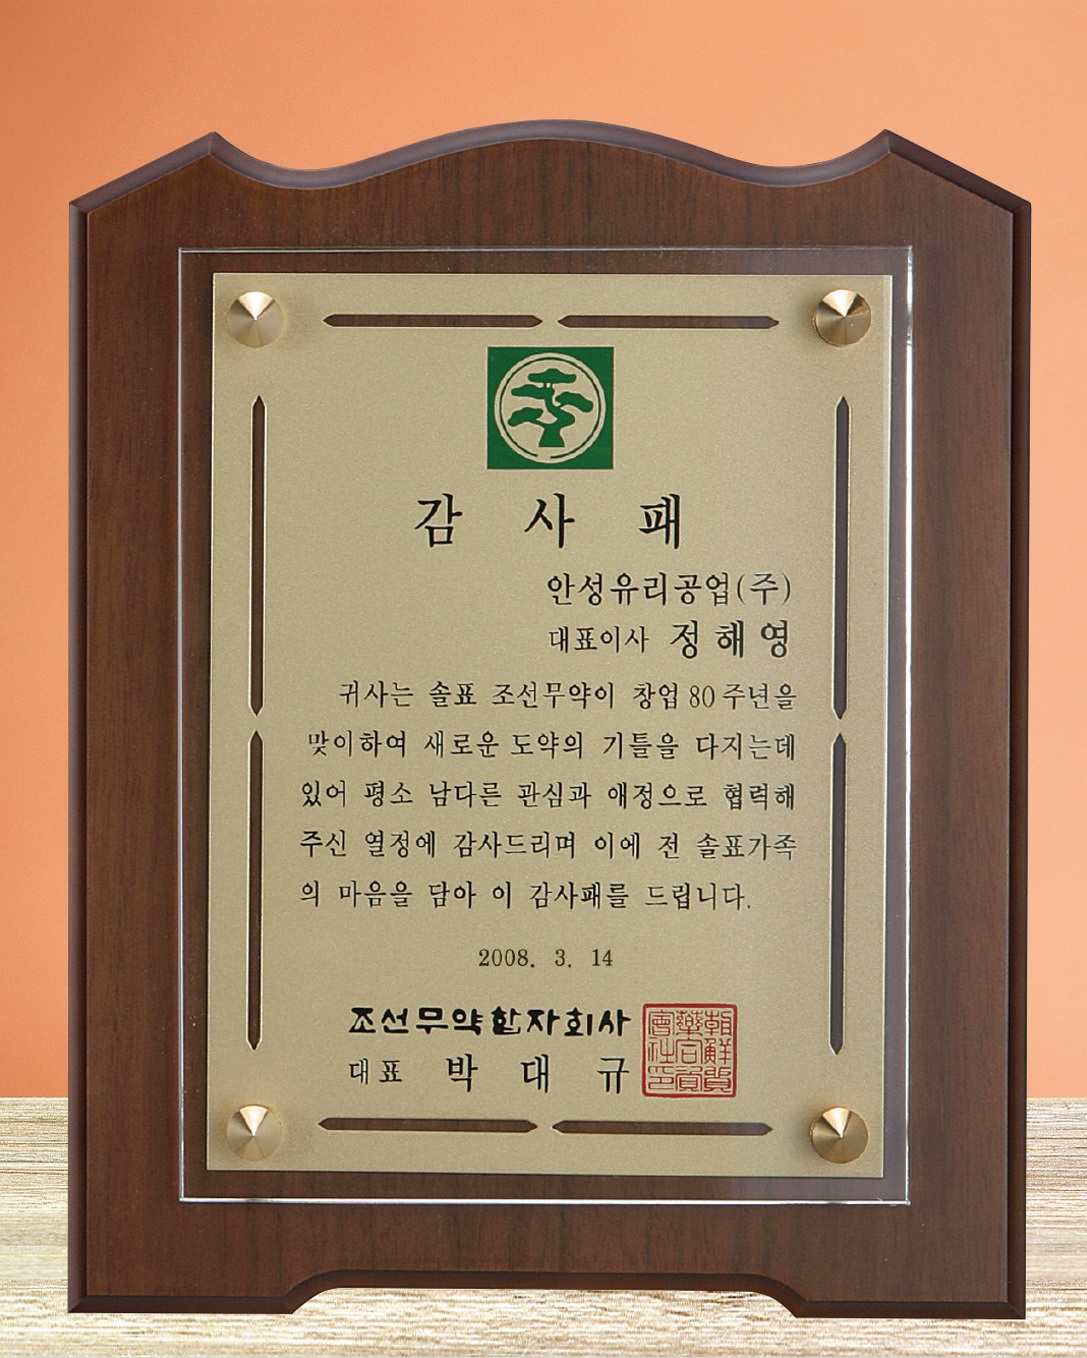 감 사 패
안성유리공업(주)
대표이사 정 해 영
귀사는 솔표 조선무약이 창업 80 주년을
맞이하여 새로운 도약의 기틀을 다지는데
있어 평소 남다른 관심과 애정으로 협력해
주신 열정에 감사드리며 이에 전 솔표가족
의 마음을 담아 이 감사패를 드립니다.
2008. 3. 14
조선무약합자회사
대표 박 대 규